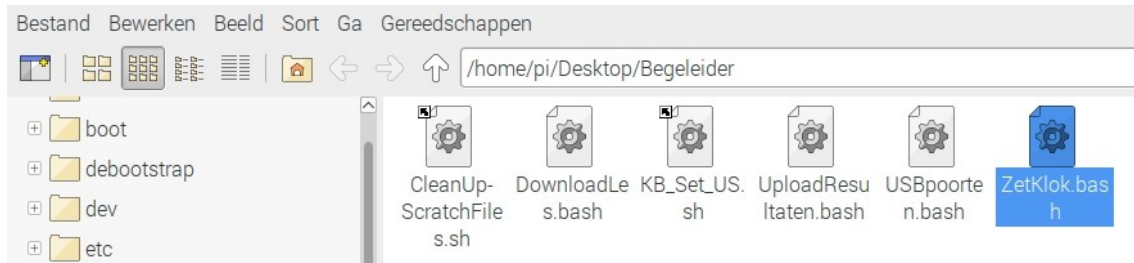 Bestand Bewerken Beeld Sort Ga Gereedschappen
/home/pi/Desktop/Begeleider
boot
debootstrap
dev
etc
CleanUp-
ScratchFile
s.sh
DownloadLe
s.bash
KB_Set_US.
sh
UploadResu
ltaten.bash
USBpoorte
n.bash
ZetKlok.bas
h